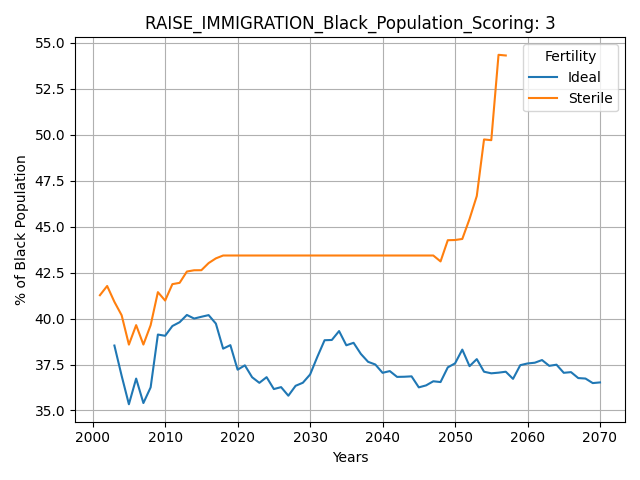 RAISE_IMMIGRATION_Black_Population_Scoring: 3
55.0
52.5
50.0
47.5
45.0
42.5
40.0
37.5
35.0
% of Black Population
Fertility
Ideal
Sterile
2000 2010 2020 2030 2040 2050 2060 2070
Years